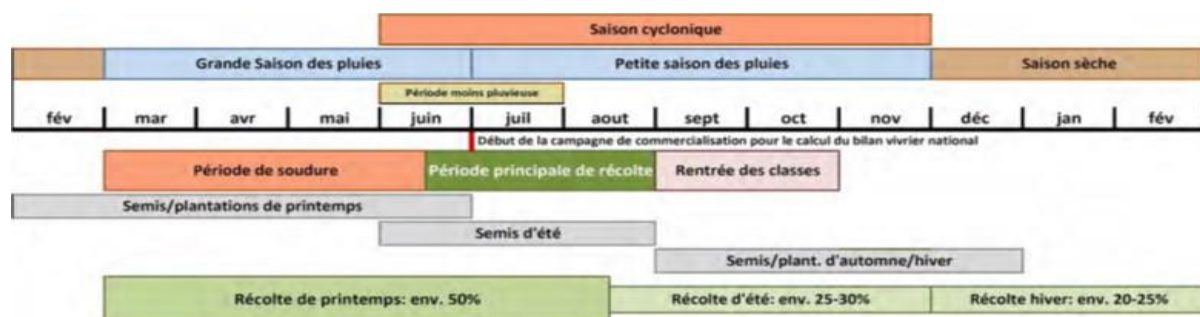 Saison cyclonique
Grande Saison des pluies Petite saison des pluies Saison sèche
Période moins pluvieuse
fév mar avr mai juin juil aout sept oct nov déc jan fév
Début de la campagne de commercialisation pour le calcul du bilan vivrier national
Période de soudure Période principale de récolte Rentrée des classes
Semis/plantations de printemps
Semis d'été
Semis/plant. d'automne/hiver
Récolte de printemps: env. 50% Récolte d'été: env. 25-30% Récolte hiver: env. 20-25%